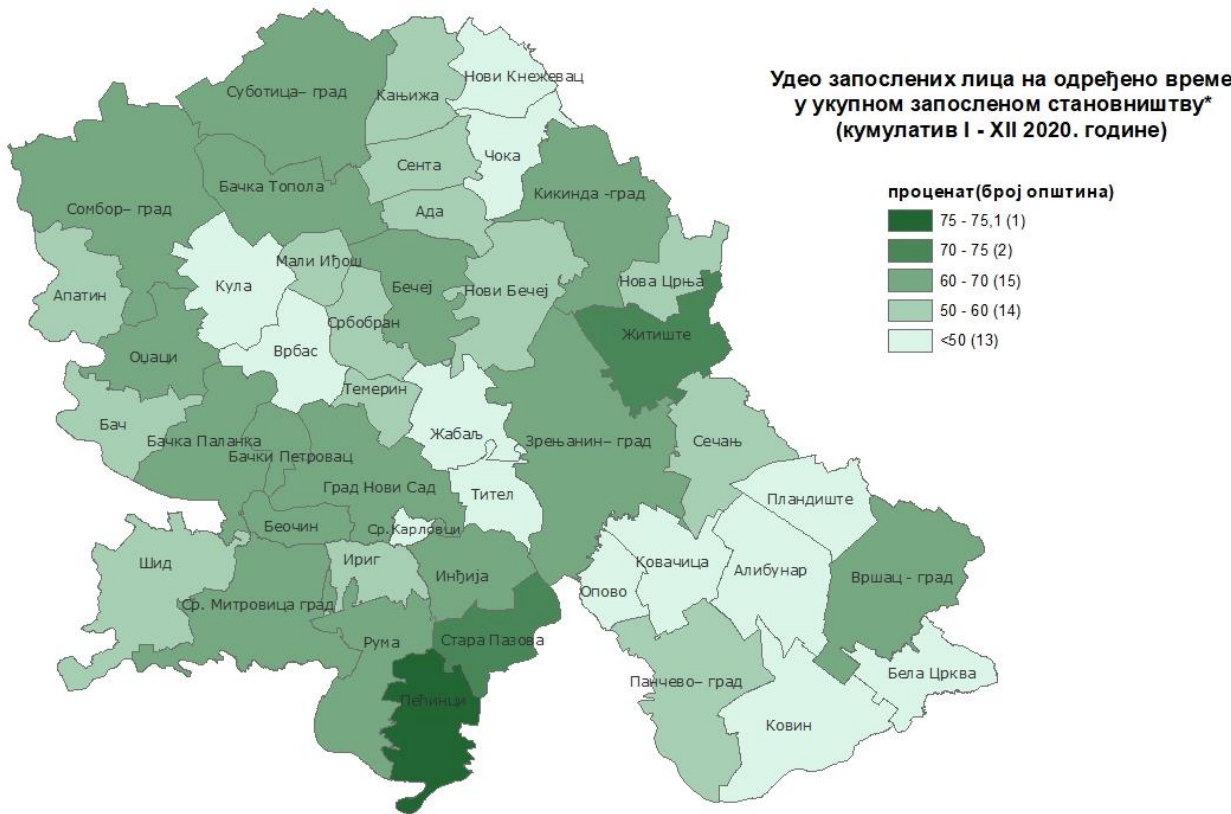 Удео запослених лица на одређено време
у укупном запосленом становништву*
(кумулатив I - XII 2020. године)
процент(број општина)
75 - 75,1 (1)
70 - 75 (2)
60 - 70 (15)
50 - 60 (14)
<50 (13)
Нови Кнежевац
Суботица– град
Кањижа
Чока
Сента
Бачка Топола
Кикинда -град
Сомбор– град
Ада
Мали Иђош
Нова Црња
Кула
Бечеј
Нови Бечеј
Апатин
Србобран
Житиште
Врбас
Оџаци
Темерин
Бач
Жабаљ
Бачка Паланка
Зрењанин– град
Сечањ
Бачки Петровац
Град Нови Сад
Тител
Пландиште
Беочин
Ср.Карловци
Шид
Ириг
Ковачица
Алибунар
Инђија
Вршац - град
Опово
Ср. Митровица град
Рума
Стара Пазова
Бела Црква
Панчево– град
Пећинци
Ковин